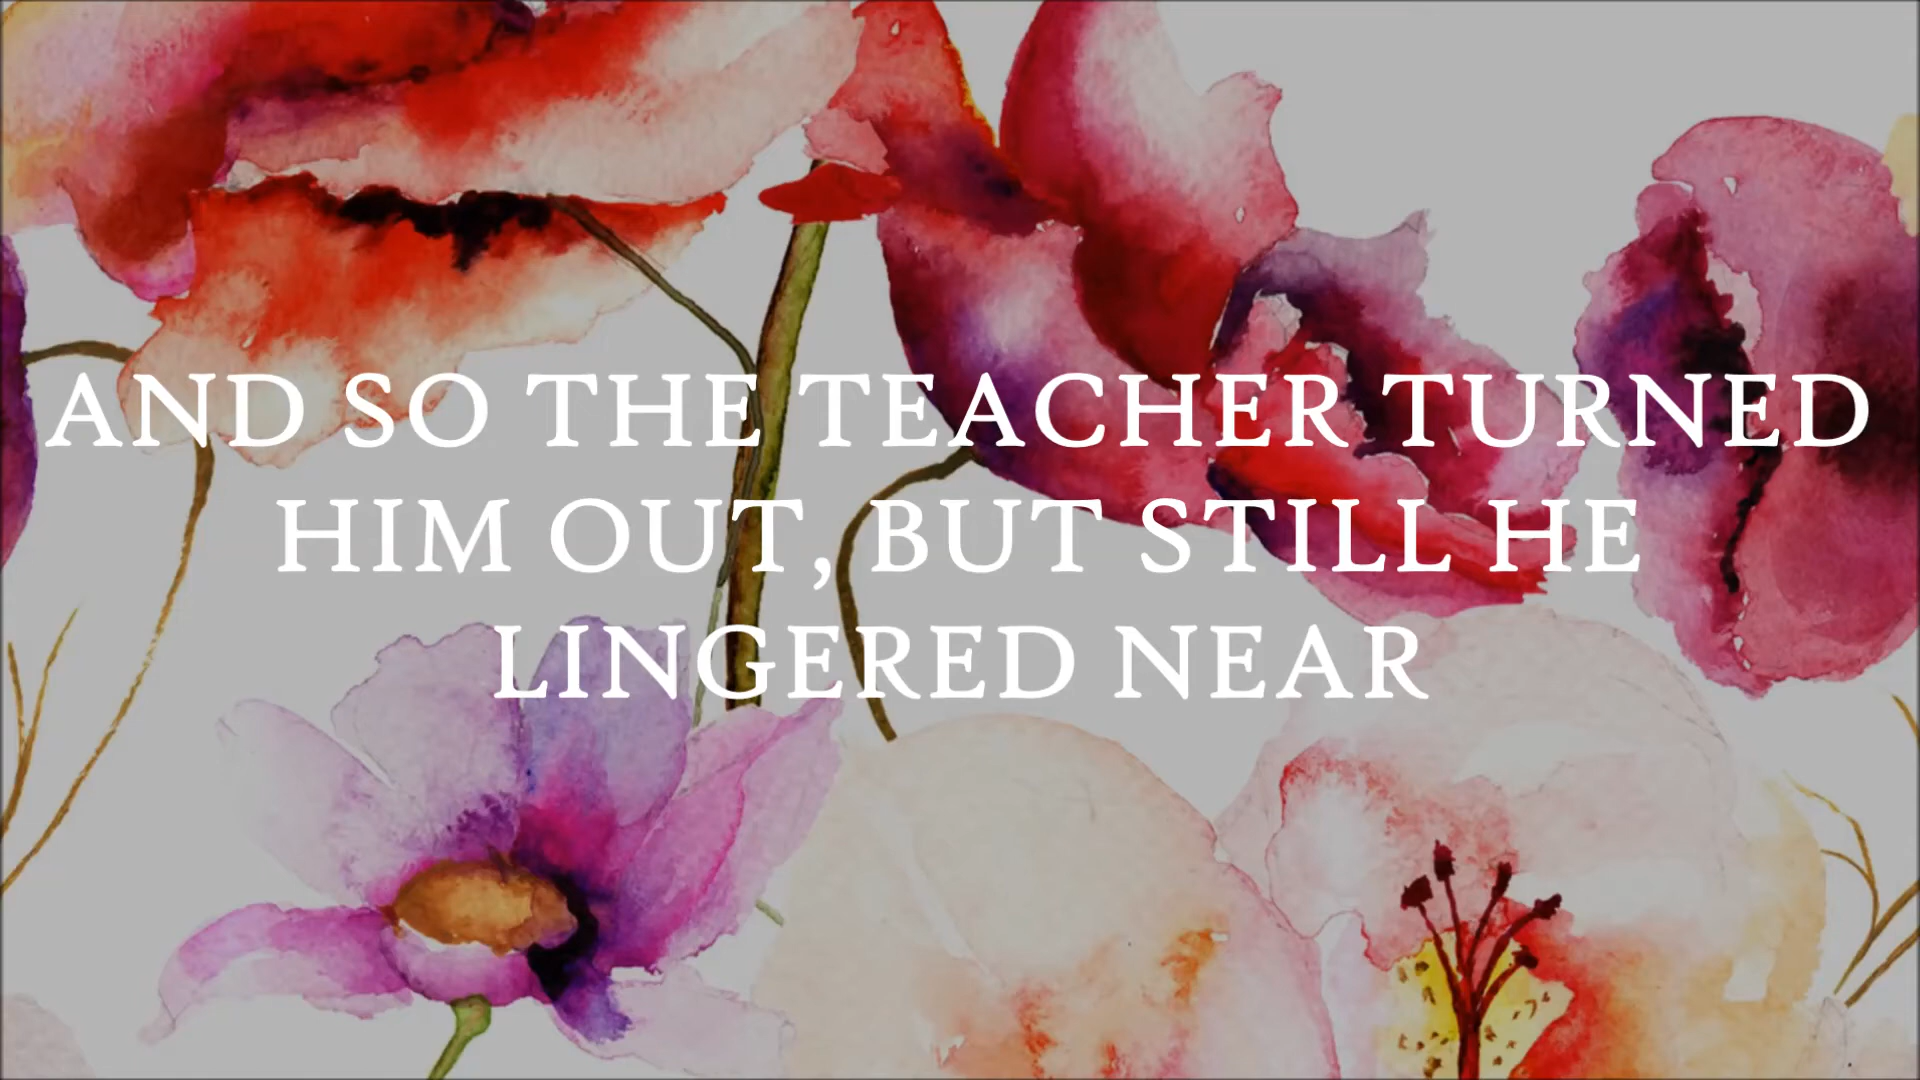 AND SO THE TEACHER TURNED
HIM OUT, BUT STILL HE
LINGERED NEAR